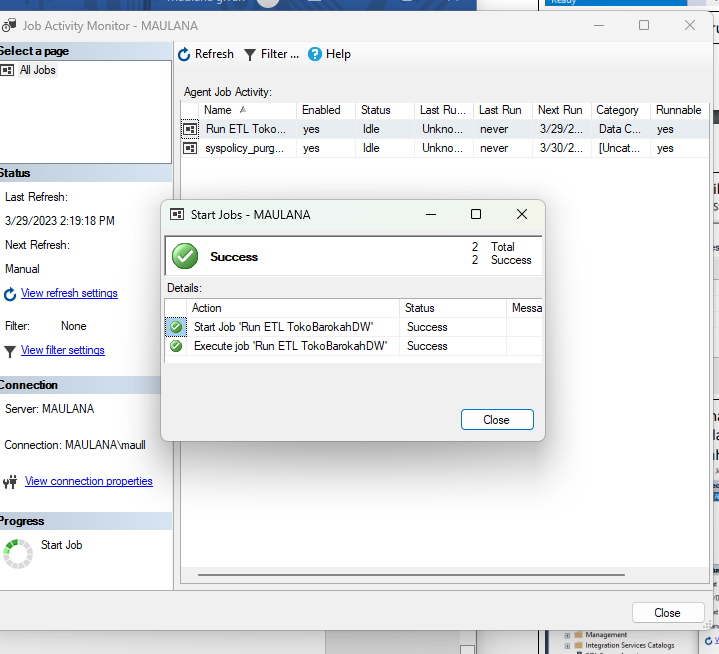 Ready
Job Activity Monitor - MAULANA
Select a page
All Jobs
Refresh Filter ... Help
Agent Job Activity:
Name Enabled Status Last Ru... Last Run Next Run Category Runnable
Run ETL Toko... yes Idle Unkno... never 3/29/2... Data C... yes
syspolicy_purg... yes Idle Unkno... never 3/30/2... [Uncat... yes
Status
Last Refresh:
3/29/2023 2:19:18 PM
Next Refresh:
Manual
View refresh settings
Filter: None
View filter settings
Connection
Server: MAULANA
Connection: MAULANA\maull
View connection properties
Progress
Start Job
Start Jobs - MAULANA
Success
2 Total
2 Success
Details:
Action Status Messa
Start Job 'Run ETL TokoBarokahDW' Success
Execute job 'Run ETL TokoBarokahDW' Success
Close
Close
Management
Integration Services Catalogs